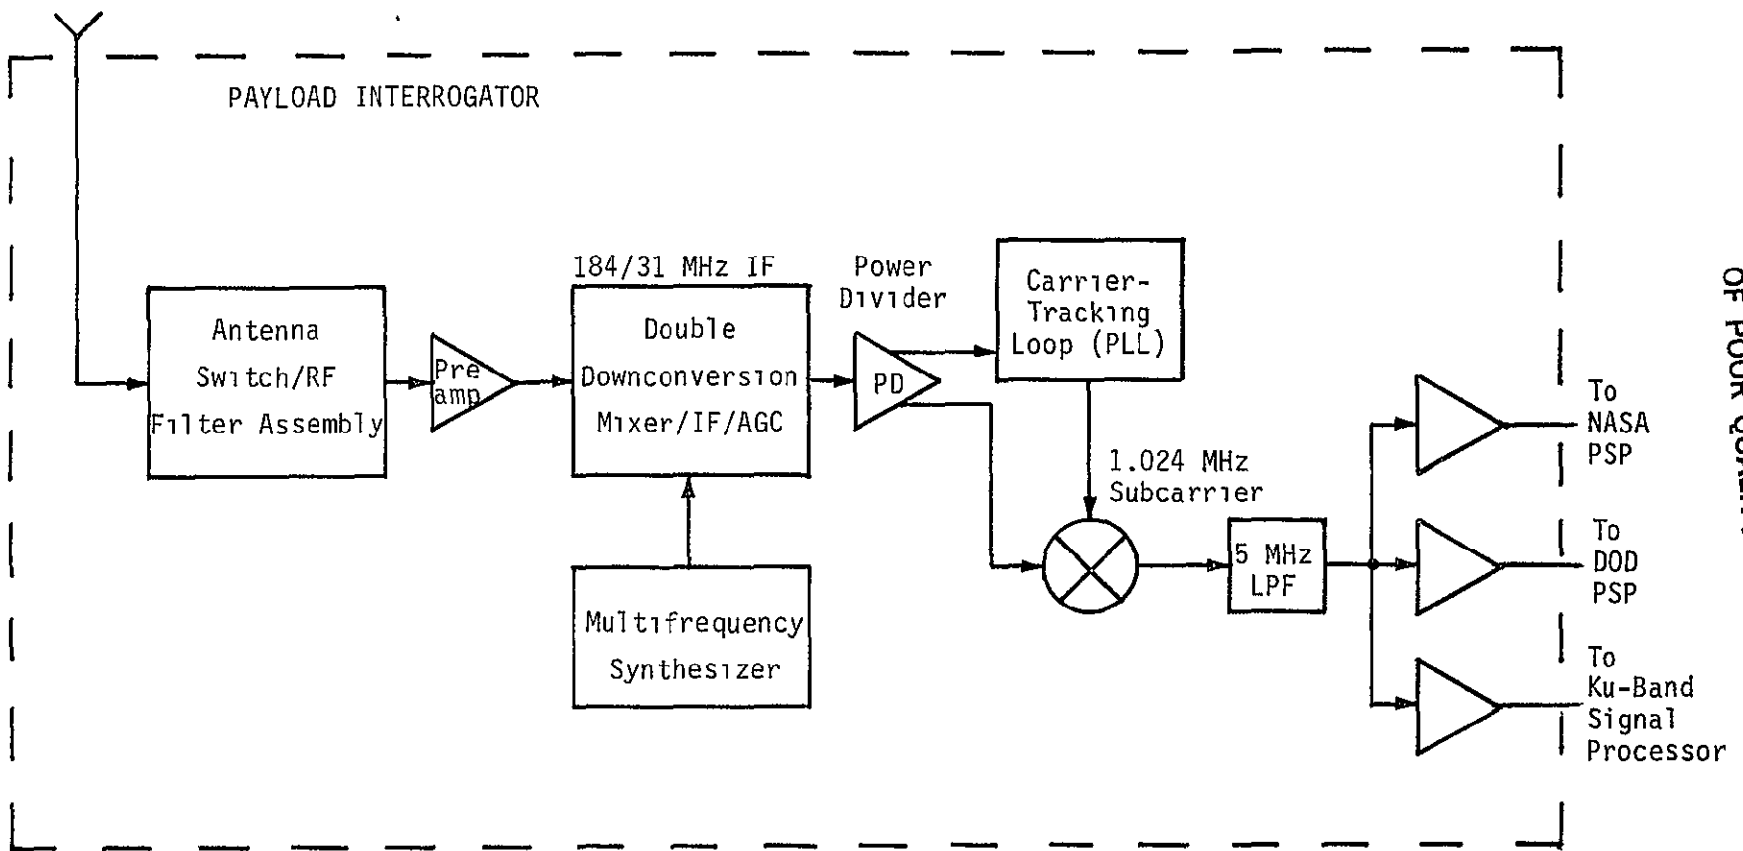 PAYLOAD INTERROGATOR
184/31 MHz IF
Antenna
Switch/RF
Filter Assembly
Pre
amp
Double
Downconversion
Mixer/IF/AGC
Multifrequency
Synthesizer
Power
Divider
PD
Carrier-
Tracking
Loop (PLL)
1.024 MHz
Subcarrier
5 MHz
LPF
To
NASA
PSP
To
DOD
PSP
To
Ku-Band
Signal
Processor
OF POOR